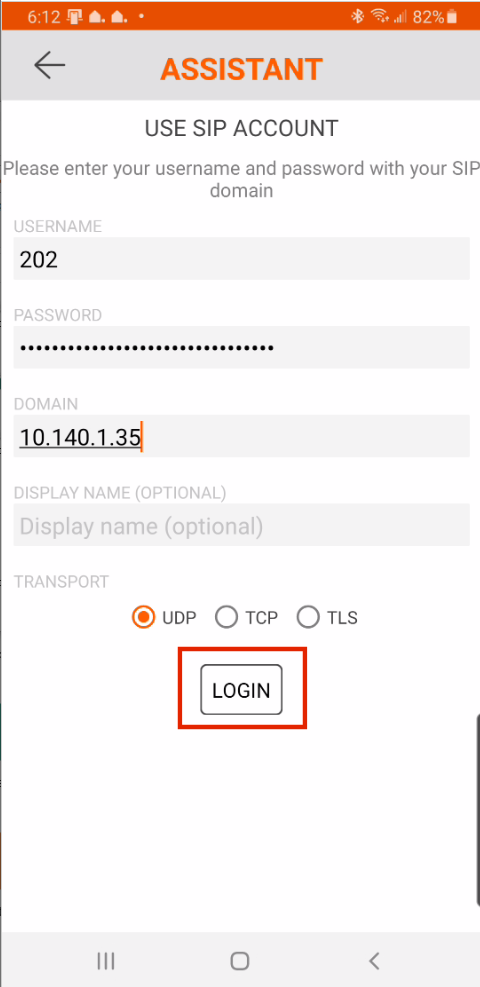 6:12 82%
ASSISTANT
USE SIP ACCOUNT
Please enter your username and password with your SIP
domain
USERNAME
202
PASSWORD
••••••••••••••••••••••••••••••••
DOMAIN
10.140.1.35
DISPLAY NAME (OPTIONAL)
Display name (optional)
TRANSPORT
UDP TCP TLS
LOGIN